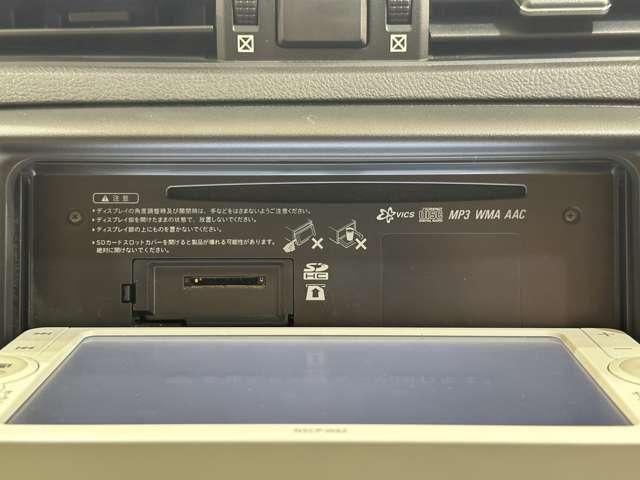 ⚠注意
▶ディスプレイの角度調整時及び開閉時は、手などをはさまないようご注意ください。
▶ディスプレイ部を開けたままの状態で、放置しないでください。
▶ディスプレイ部の上にものを置かないでください。
▶SDカードスロットカバーを開けると製品が壊れる可能性があります。
絶対に開けないでください。
VICS DISC MP3 WMA AAC
SD
HC